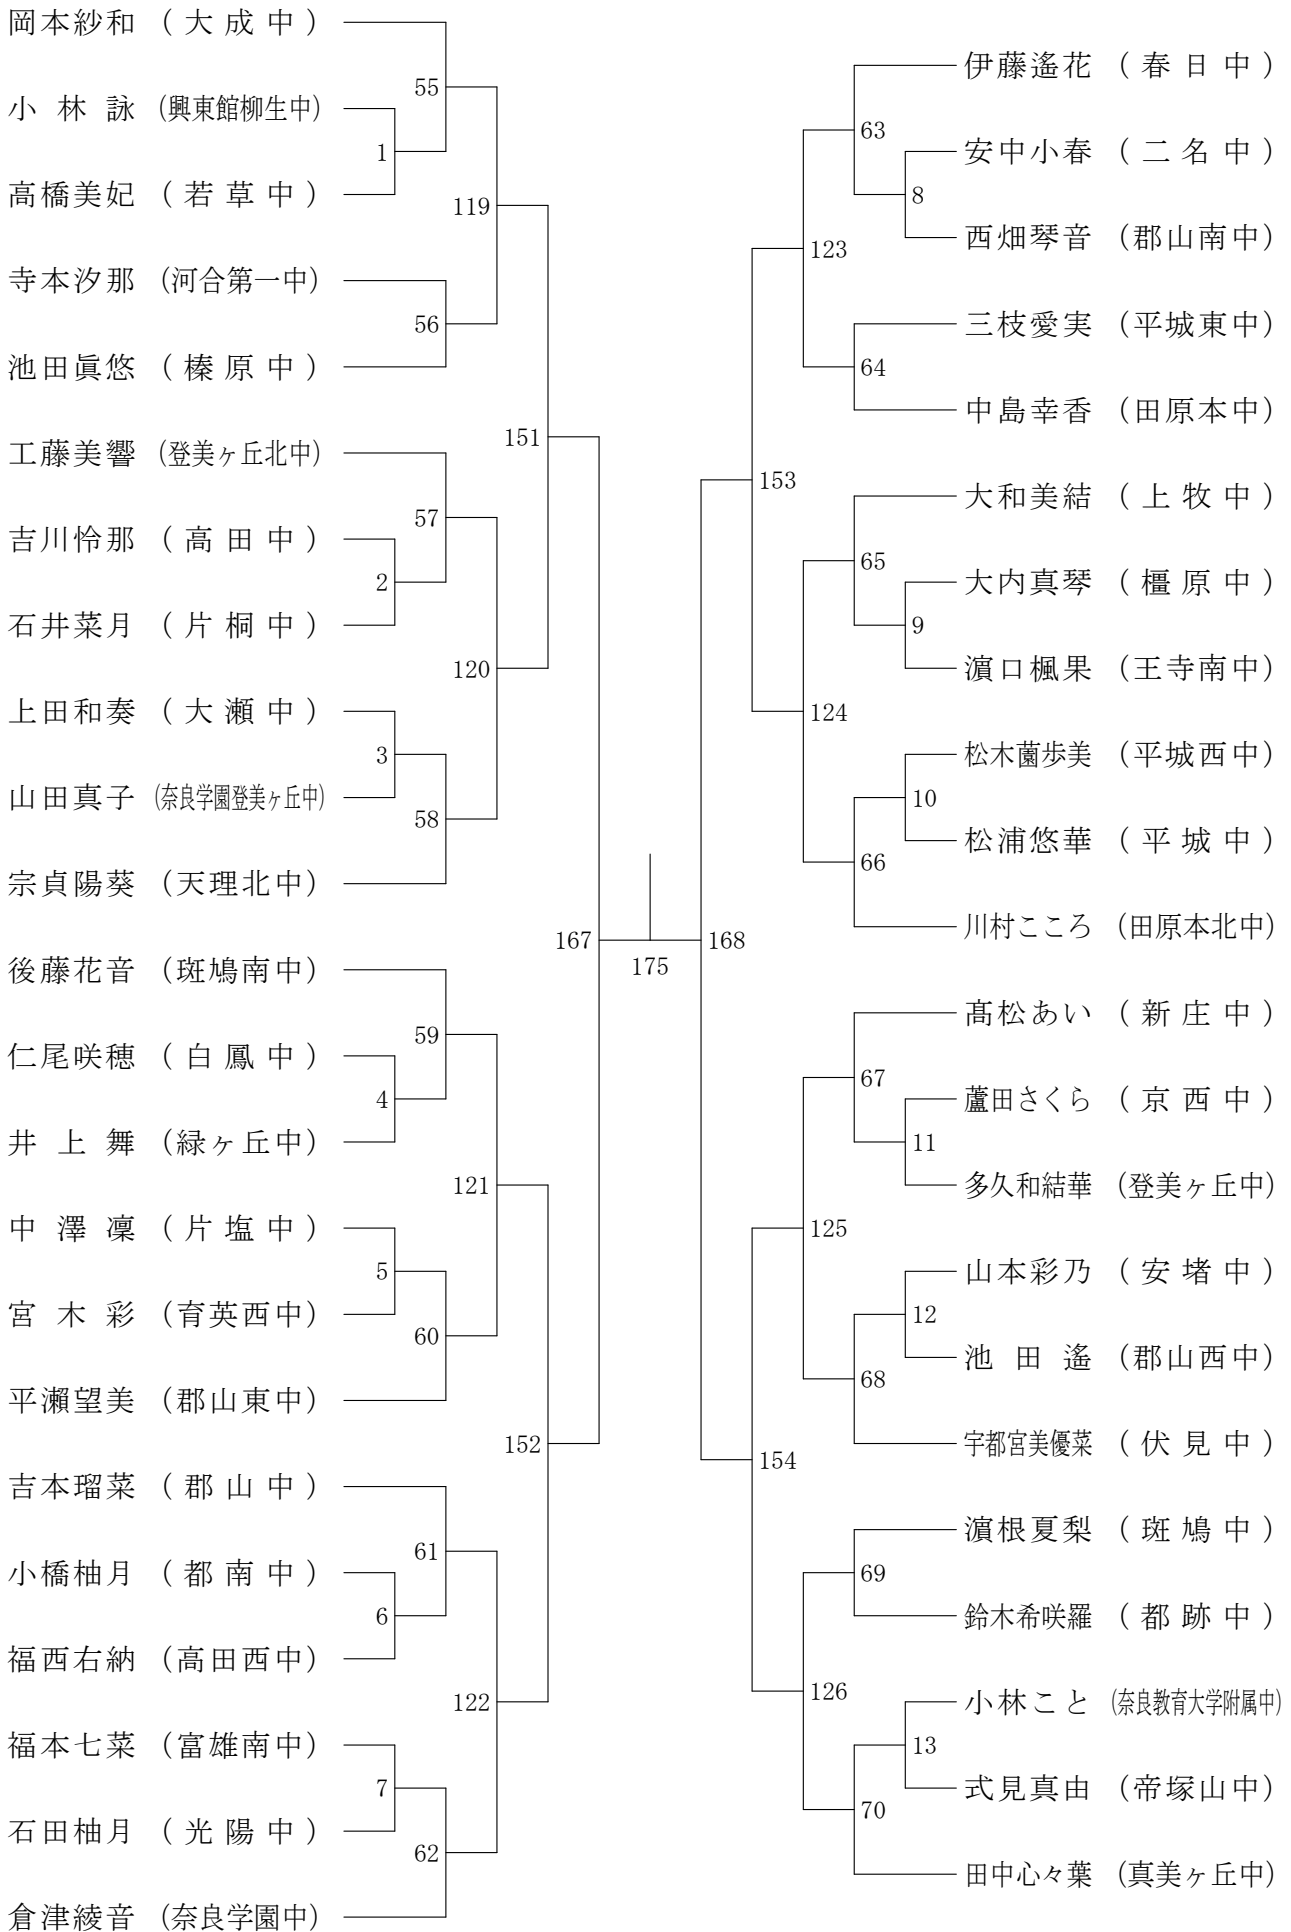 岡本紗和 (大成中)
小林詠 (興東館柳生中)
高橋美妃 (若草中)
寺本汐那 (河合第一中)
池田眞悠 (榛原中)
工藤美響 (登美ヶ丘北中)
吉川怜那 (高田中)
石井菜月 (片桐中)
上田和奏 (大瀬中)
山田真子 (奈良学園登美ヶ丘中)
宗貞陽葵 (天理北中)
後藤花音 (斑鳩南中)
仁尾咲穂 (白鳳中)
井上舞 (緑ヶ丘中)
中澤凜 (片塩中)
宮木彩 (育英西中)
平瀬望美 (郡山東中)
吉本瑠菜 (郡山中)
小橋柚月 (都南中)
福西右納 (高田西中)
福本七菜 (富雄南中)
石田柚月 (光陽中)
倉津綾音 (奈良学園中)
1
2
3
4
5
6
7
55
56
57
58
59
60
61
62
119
120
121
122
151
152
167
175
168
153
154
123
124
125
126
63
64
65
66
67
68
69
70
8
9
10
11
12
13
伊藤遙花 (春日中)
安中小春 (二名中)
西畑琴音 (郡山南中)
三枝愛実 (平城東中)
中島幸香 (田原本中)
大和美結 (上牧中)
大内真琴 (橿原中)
濵口楓果 (王寺南中)
松木薗歩美 (平城西中)
松浦悠華 (平城中)
川村こころ (田原本北中)
髙松あい (新庄中)
蘆田さくら (京西中)
多久和結華 (登美ヶ丘中)
山本彩乃 (安堵中)
池田遙 (郡山西中)
宇都宮美優菜 (伏見中)
濵根夏梨 (斑鳩中)
鈴木希咲羅 (都跡中)
小林こと (奈良教育大学附属中)
式見真由 (帝塚山中)
田中心々葉 (真美ヶ丘中)